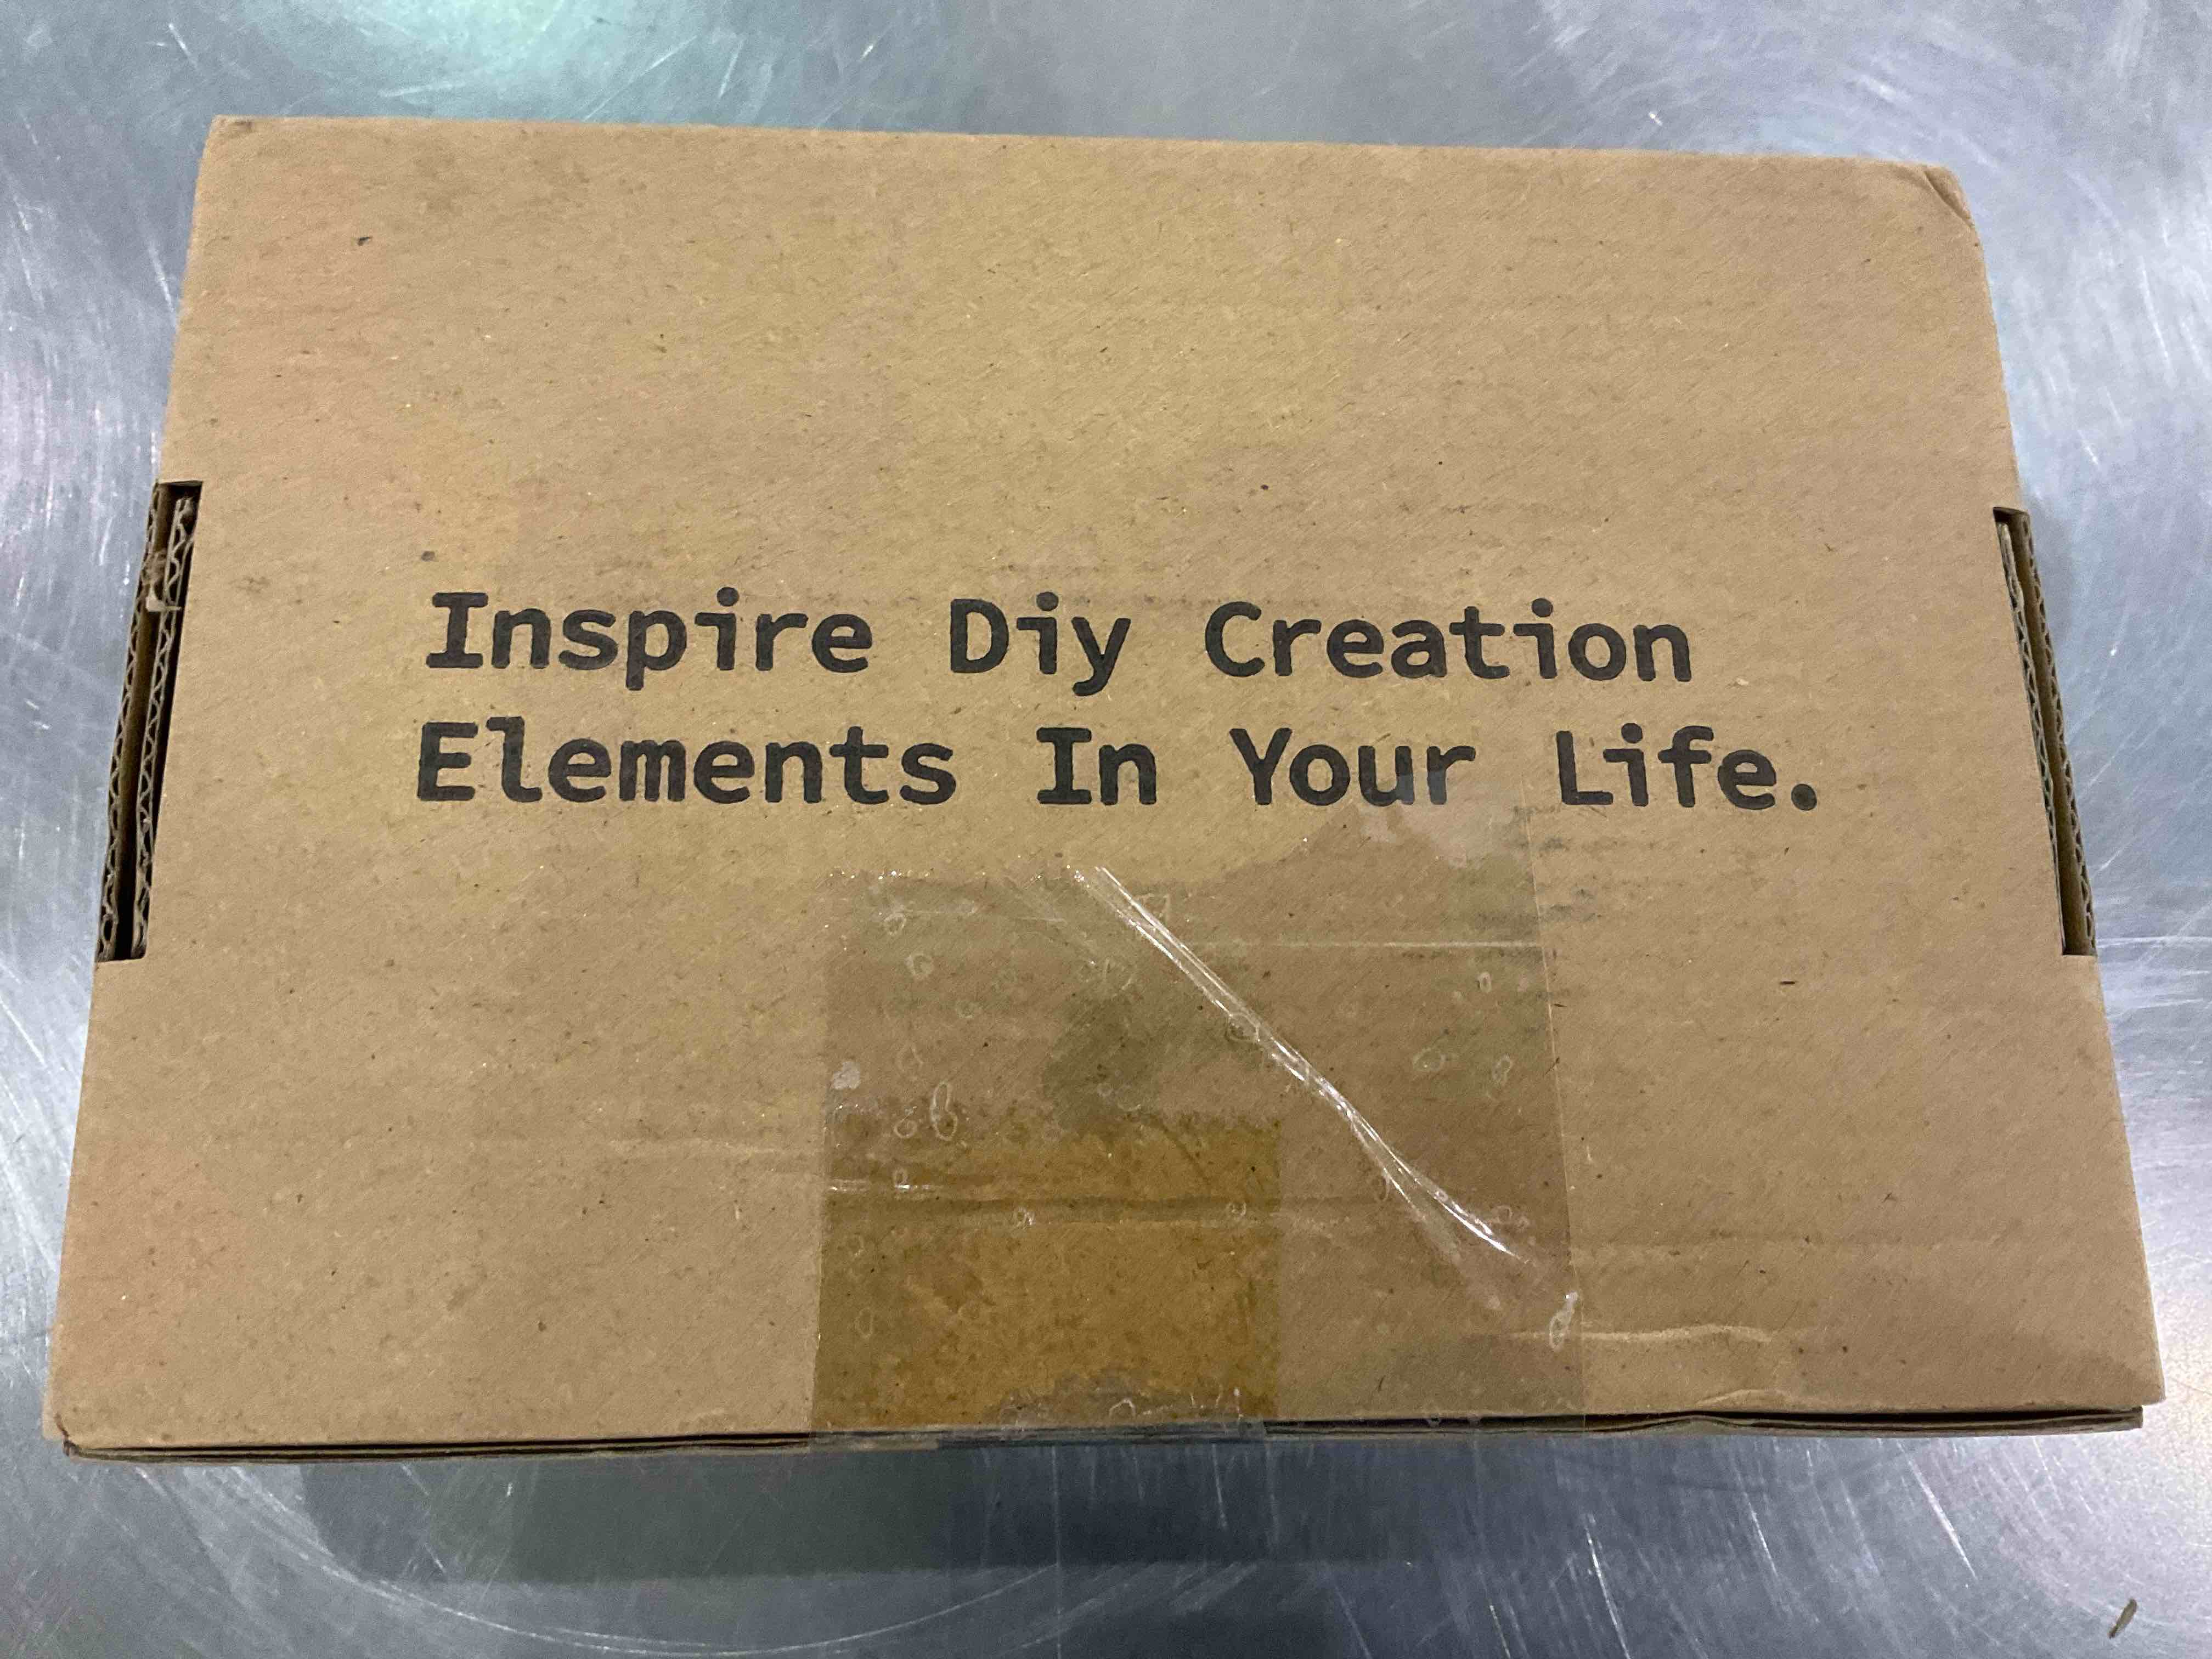 Inspire Diy Creation
Elements In Your Life.